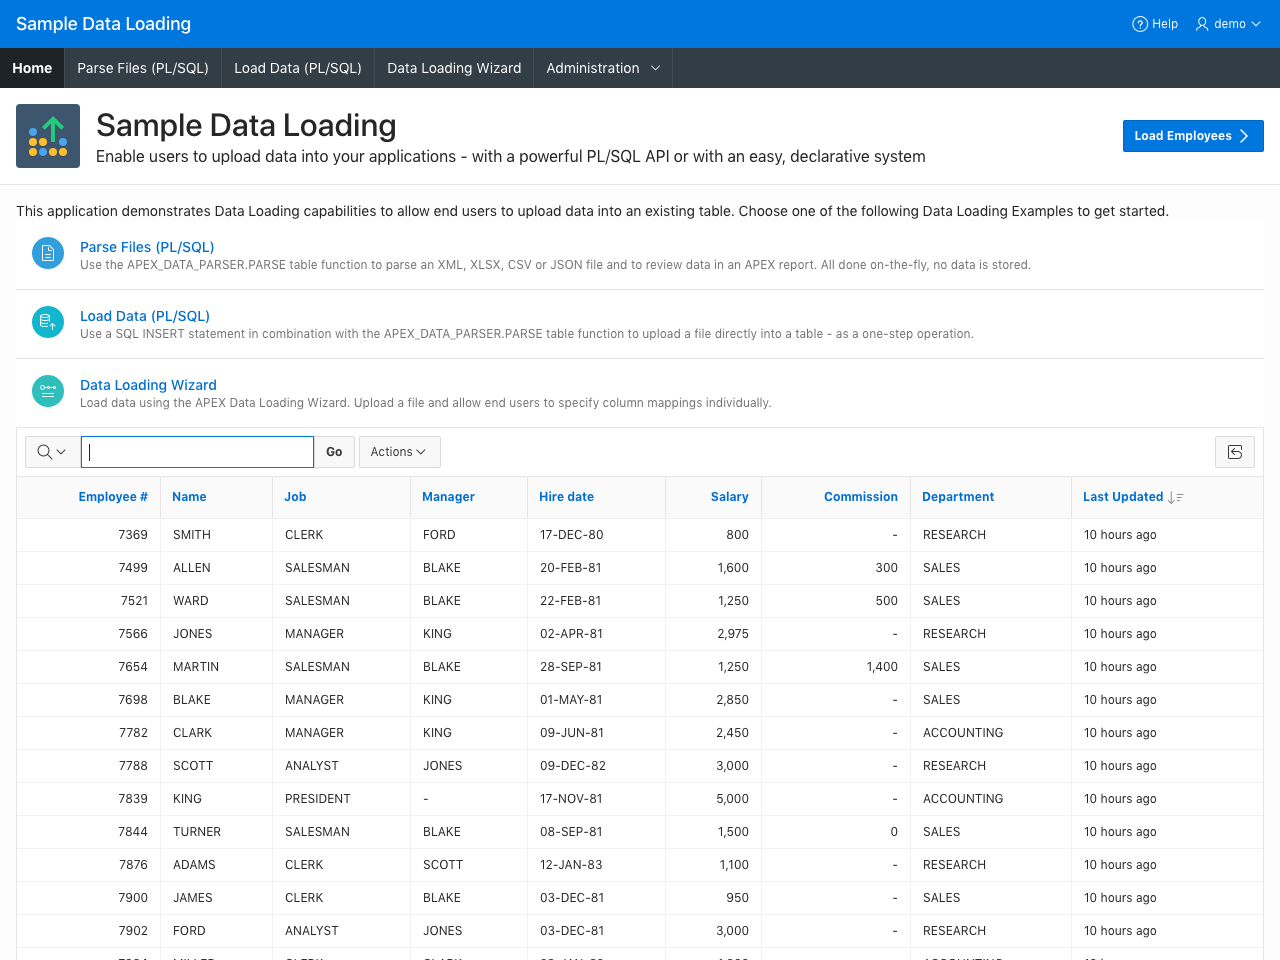 Sample Data Loading
Help
demo
Home
Parse Files (PL/SQL)
Load Data (PL/SQL)
Data Loading Wizard
Administration
Sample Data Loading
Enable users to upload data into your applications - with a powerful PL/SQL API or with an easy, declarative system
Load Employees
This application demonstrates Data Loading capabilities to allow end users to upload data into an existing table. Choose one of the following Data Loading Examples to get started.
Parse Files (PL/SQL)
Use the APEX_DATA_PARSER.PARSE table function to parse an XML, XLSX, CSV or JSON file and to review data in an APEX report. All done on-the-fly, no data is stored.
Load Data (PL/SQL)
Use a SQL INSERT statement in combination with the APEX_DATA_PARSER.PARSE table function to upload a file directly into a table - as a one-step operation.
Data Loading Wizard
Load data using the APEX Data Loading Wizard. Upload a file and allow end users to specify column mappings individually.
Go
Actions
Employee # Name Job Manager Hire date Salary Commission Department Last Updated
7369 SMITH CLERK FORD 17-DEC-80 800 - RESEARCH 10 hours ago
7499 ALLEN SALESMAN BLAKE 20-FEB-81 1,600 300 SALES 10 hours ago
7521 WARD SALESMAN BLAKE 22-FEB-81 1,250 500 SALES 10 hours ago
7566 JONES MANAGER KING 02-APR-81 2,975 - RESEARCH 10 hours ago
7654 MARTIN SALESMAN BLAKE 28-SEP-81 1,250 1,400 SALES 10 hours ago
7698 BLAKE MANAGER KING 01-MAY-81 2,850 - SALES 10 hours ago
7782 CLARK MANAGER KING 09-JUN-81 2,450 - ACCOUNTING 10 hours ago
7788 SCOTT ANALYST JONES 09-DEC-82 3,000 - RESEARCH 10 hours ago
7839 KING PRESIDENT - 17-NOV-81 5,000 - ACCOUNTING 10 hours ago
7844 TURNER SALESMAN BLAKE 08-SEP-81 1,500 0 SALES 10 hours ago
7876 ADAMS CLERK SCOTT 12-JAN-83 1,100 - RESEARCH 10 hours ago
7900 JAMES CLERK BLAKE 03-DEC-81 950 - SALES 10 hours ago
7902 FORD ANALYST JONES 03-DEC-81 3,000 - RESEARCH 10 hours ago